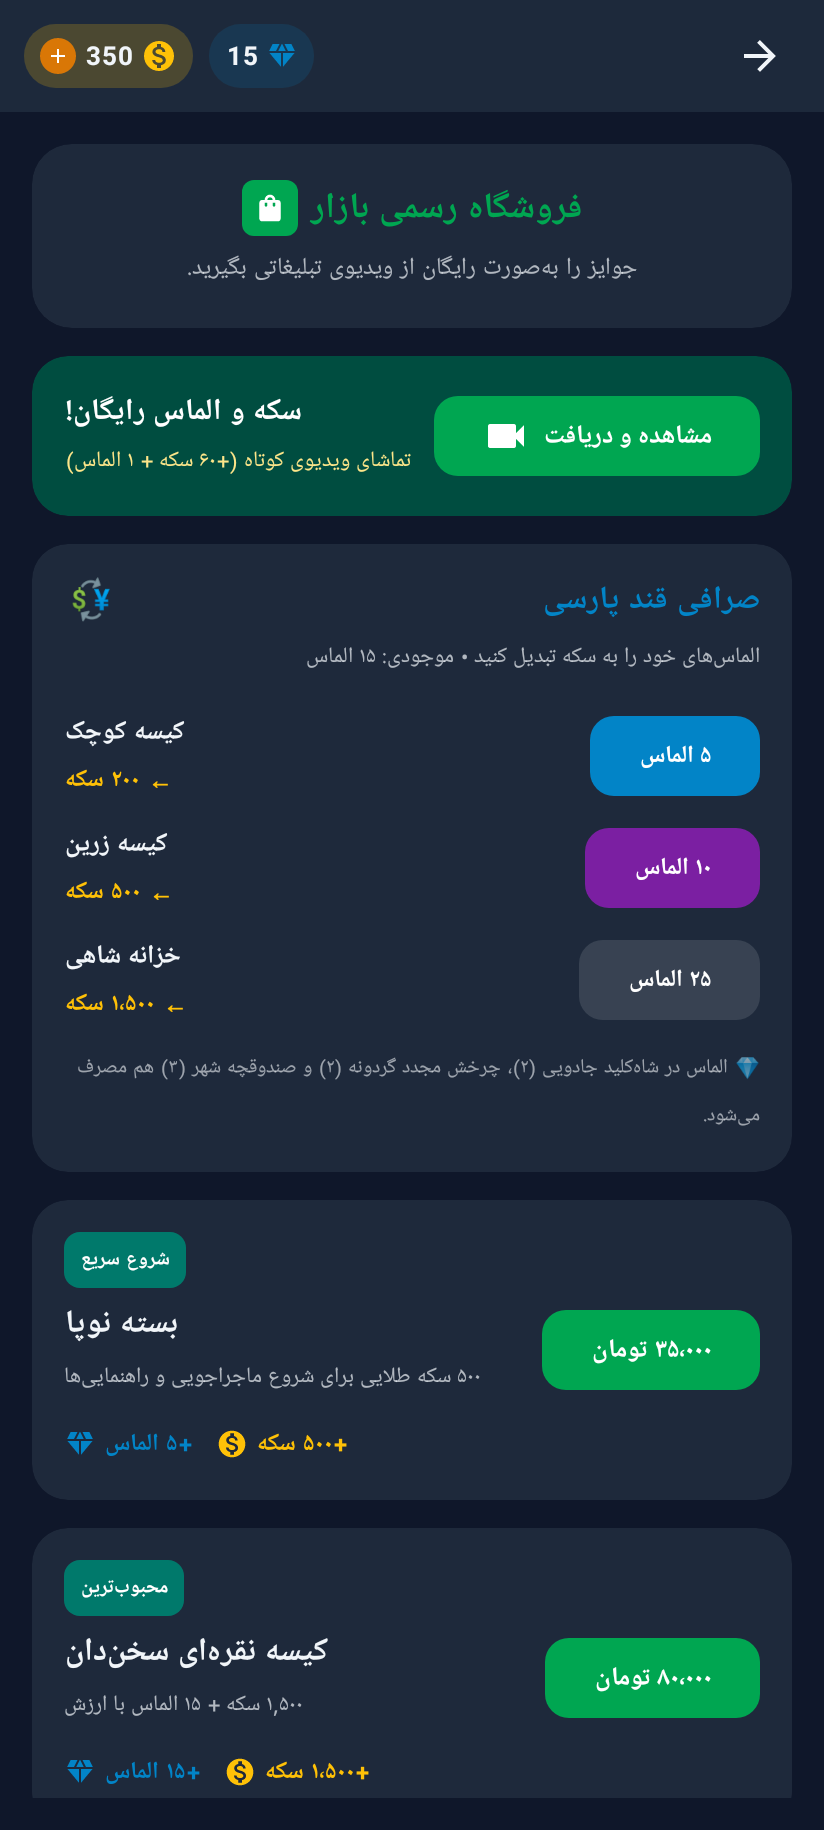 350
15
فروشگاه رسمی بازار
جوایز را به‌صورت رایگان از ویدیوی تبلیغاتی بگیرید.
سکه و الماس رایگان!
تماشای ویدیوی کوتاه (+۶۰ سکه + ۱ الماس)
مشاهده و دریافت
صرافی قند پارسی
الماس‌های خود را به سکه تبدیل کنید • موجودی: ۱۵ الماس
کیسه کوچک
← ۲۰۰ سکه
۵ الماس
کیسه زرین
← ۵۰۰ سکه
۱۰ الماس
خزانه شاهی
← ۱،۵۰۰ سکه
۲۵ الماس
💎 الماس در شاه‌کلید جادویی (۲)، چرخش مجدد گردونه (۲) و صندوقچه شهر (۳) هم مصرف
می‌شود.
شروع سریع
بسته نوپا
۵۰۰ سکه طلایی برای شروع ماجراجویی و راهنمایی‌ها
+۵۰۰ سکه
+۵ الماس
۳۵،۰۰۰ تومان
محبوب‌ترین
کیسه نقره‌ای سخن‌دان
۱,۵۰۰ سکه + ۱۵ الماس با ارزش
+۱،۵۰۰ سکه
+۱۵ الماس
۸۰،۰۰۰ تومان